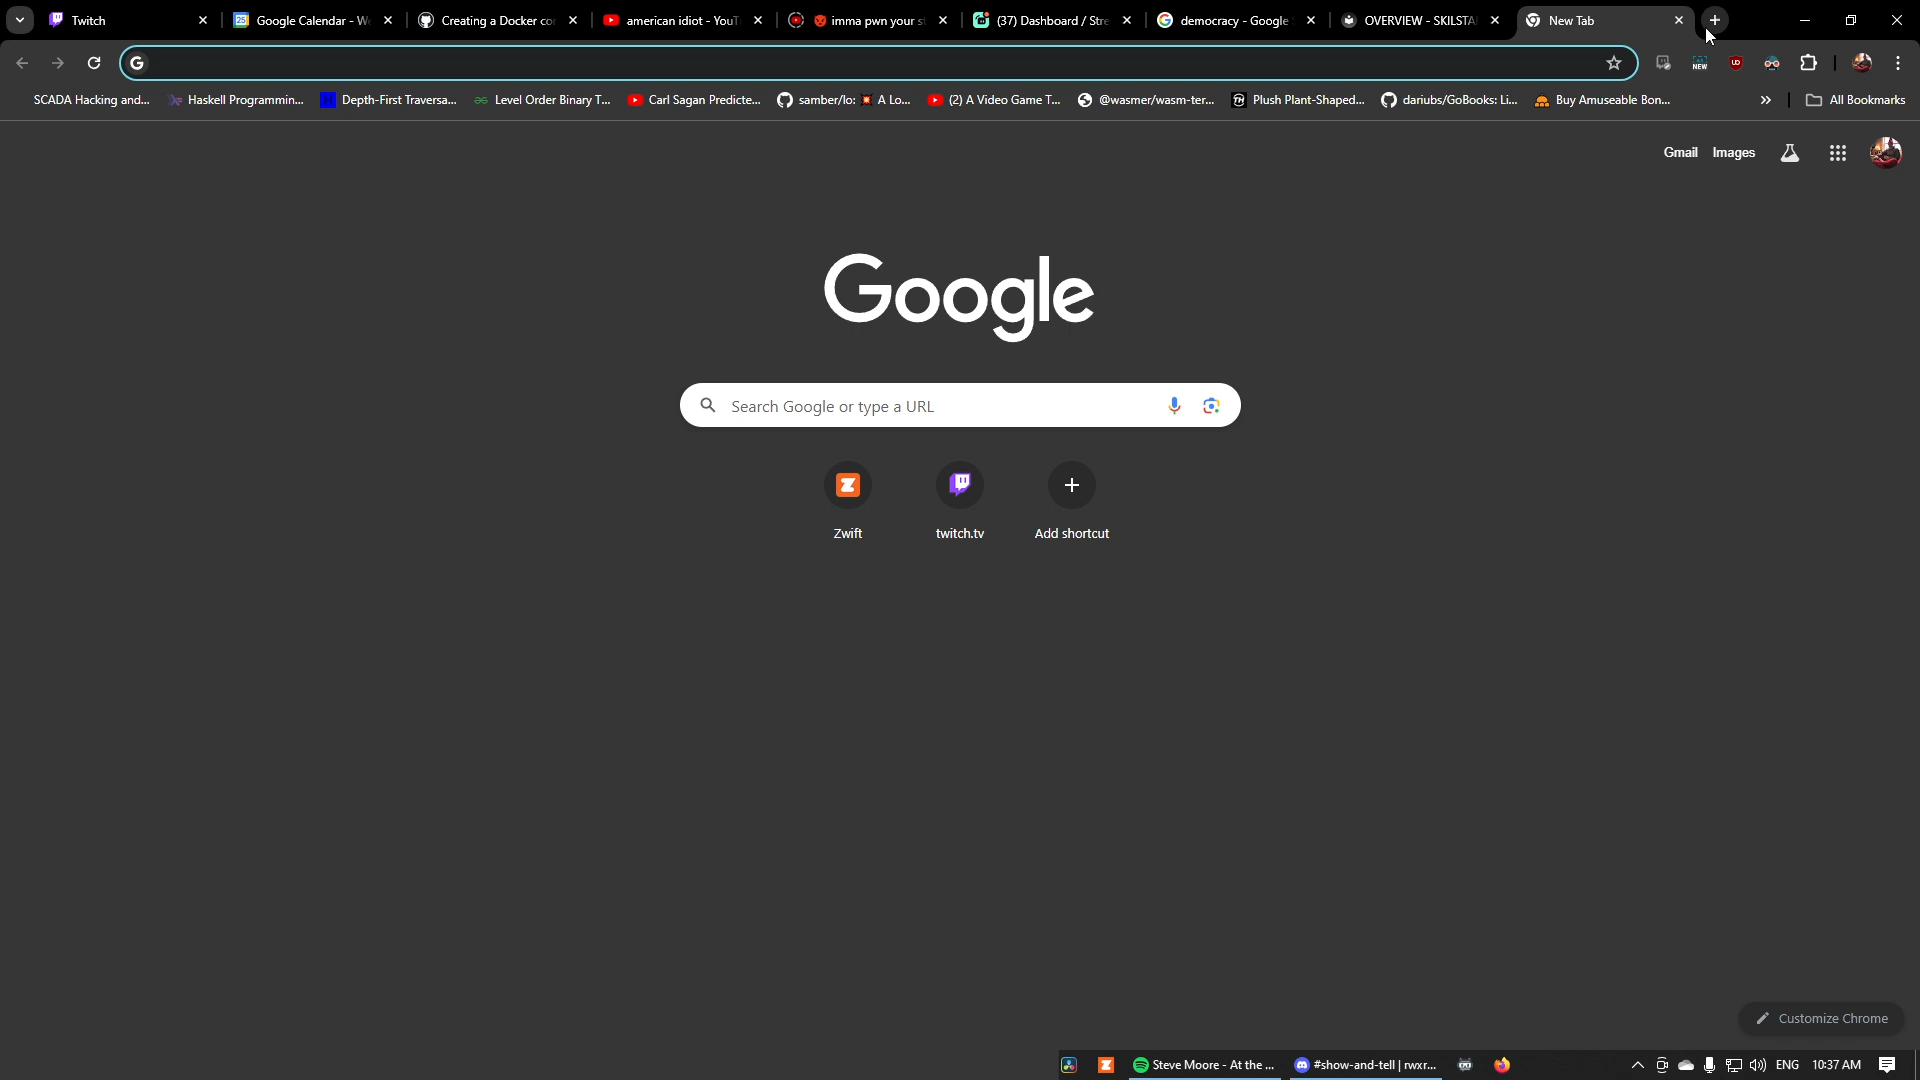 Twitch
Google Calendar - We
Creating a Docker con
american idiot - YouTu
imma pwn your s
(37) Dashboard / Stre
democracy - Google
OVERVIEW - SKILSTA
New Tab
SCADA Hacking and...
Haskell Programmin...
Depth-First Traversa...
Level Order Binary T...
Carl Sagan Predicte...
samber/lo: 💥 A Lo...
(2) A Video Game T...
@wasmer/wasm-ter...
Plush Plant-Shaped...
dariubs/GoBooks: Li...
Buy Amuseable Bon...
All Bookmarks
Gmail
Images
Google
Search Google or type a URL
Zwift
twitch.tv
Add shortcut
Customize Chrome
Steve Moore - At the ...
#show-and-tell | rwxr...
ENG
10:37 AM